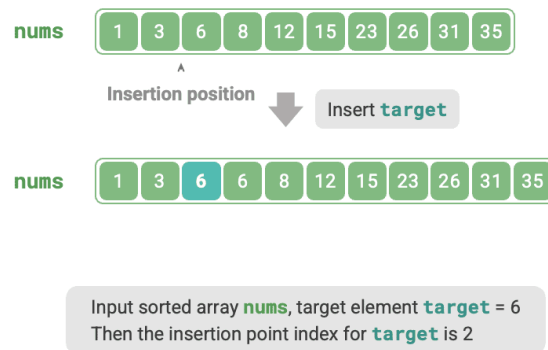 nums 1 3 6 8 12 15 23 26 31 35
Insertion position
Insert target
nums 1 3 6 6 8 12 15 23 26 31 35
Input sorted array nums, target element target = 6
Then the insertion point index for target is 2